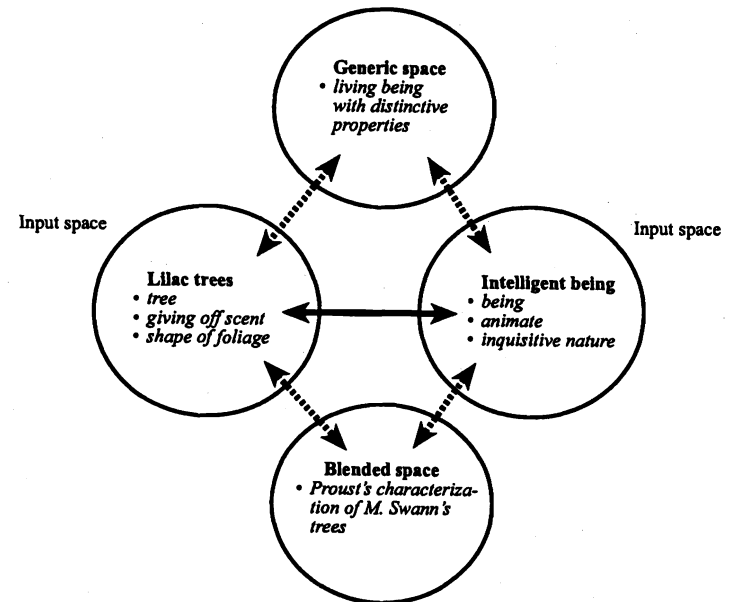 Generic space
• living being
with distinctive
properties
Input space
Input space
Lilac trees
• tree
• giving off scent
• shape of foliage
Intelligent being
• being
• animate
• inquisitive nature
Blended space
• Proust's characteriza-
tion of M. Swann's
trees